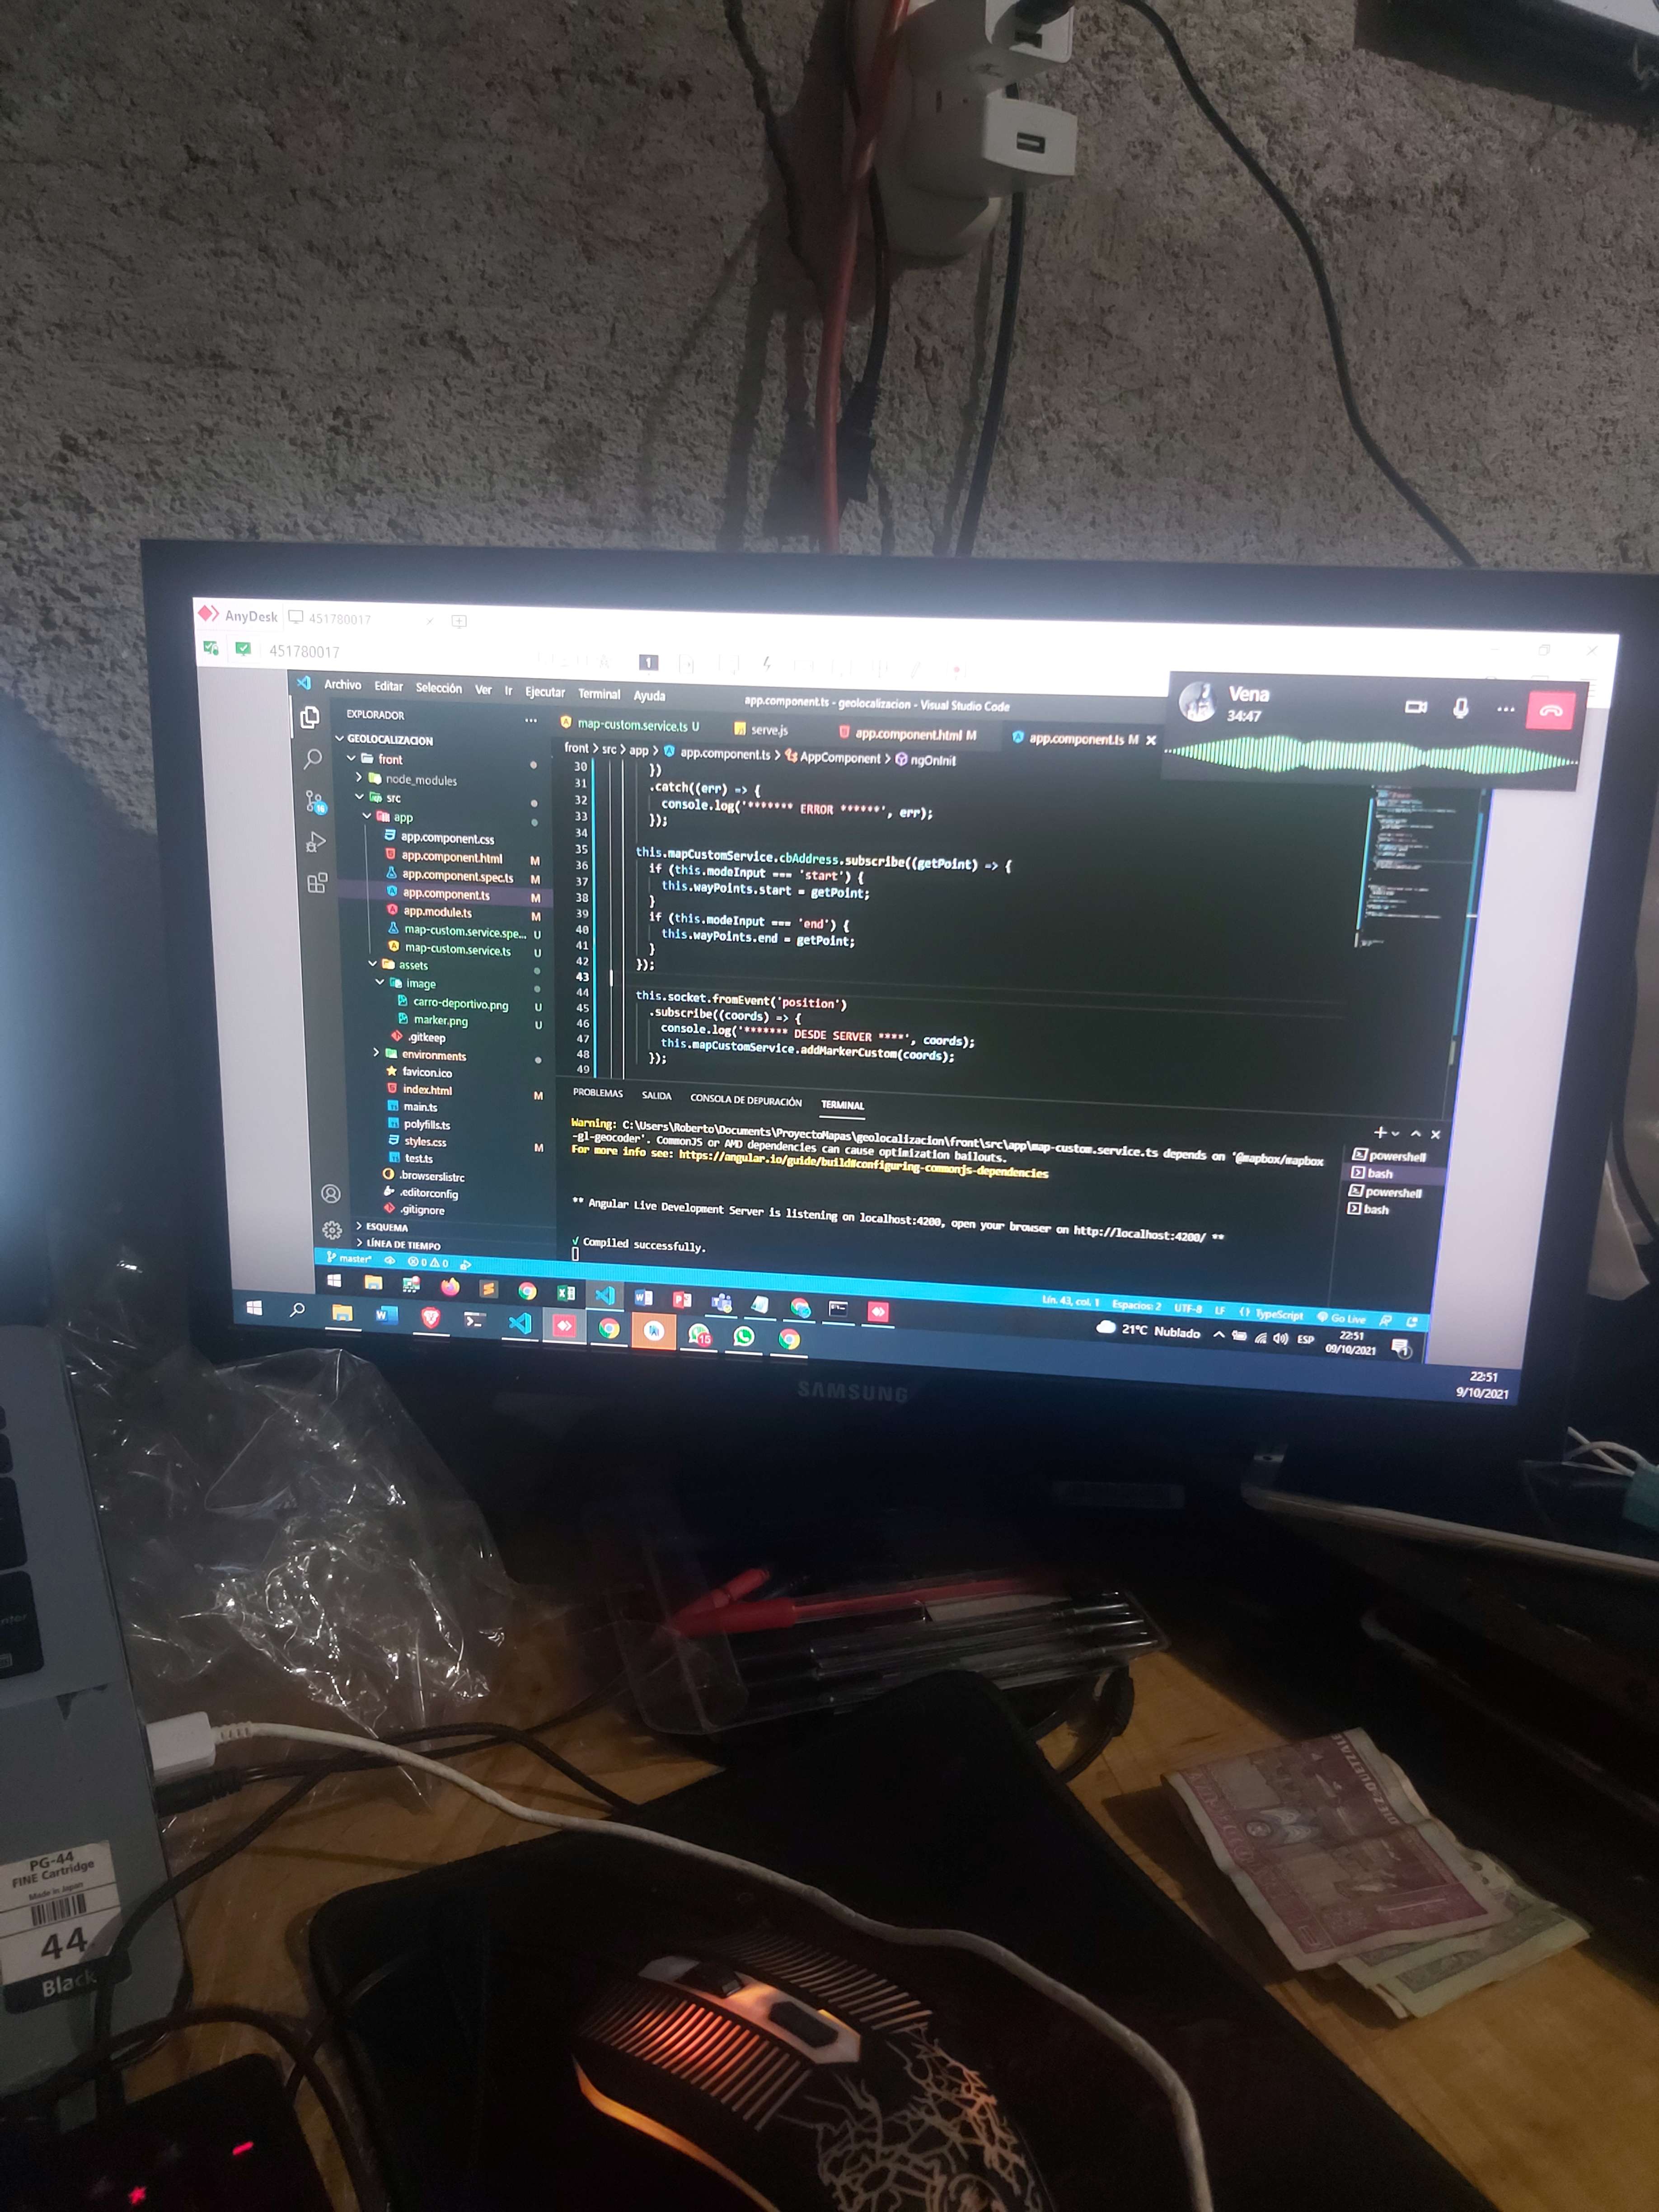 AnyDesk
451780017
451780017
1
Archivo Editar Selección Ver Ir Ejecutar Terminal Ayuda
app.component.ts - geolocalizacion - Visual Studio Code
Vena
34:47
EXPLORADOR ...
GEOLOCALIZACION
front
node_modules
src
app
app.component.css
app.component.html M
app.component.spec.ts M
app.component.ts M
app.module.ts M
map-custom.service.spe... U
map-custom.service.ts U
assets
image
carro-deportivo.png U
marker.png U
.gitkeep
environments
favicon.ico
index.html M
main.ts
polyfills.ts
styles.css M
test.ts
.browserslistrc
.editorconfig
.gitignore
ESQUEMA
LÍNEA DE TIEMPO
map-custom.service.ts U
serve.js
app.component.html M
app.component.ts M
front > src > app > app.component.ts > AppComponent > ngOnInit
30 })
31 .catch((err) => {
32 console.log('******* ERROR ******', err);
33 });
34
35 this.mapCustomService.cbAddress.subscribe((getPoint) => {
36 if (this.modeInput === 'start') {
37 this.wayPoints.start = getPoint;
38 }
39 if (this.modeInput === 'end') {
40 this.wayPoints.end = getPoint;
41 }
42 });
43
44 this.socket.fromEvent('position')
45 .subscribe((coords) => {
46 console.log('******* DESDE SERVER ****', coords);
47 this.mapCustomService.addMarkerCustom(coords);
48 });
49
PROBLEMAS SALIDA CONSOLA DE DEPURACIÓN TERMINAL
Warning: C:\Users\Roberto\Documents\ProyectoMapas\geolocalizacion\front\src\app\map-custom.service.ts depends on '@mapbox/mapbox
-gl-geocoder'. CommonJS or AMD dependencies can cause optimization bailouts.
For more info see: https://angular.io/guide/build#configuring-commonjs-dependencies
** Angular Live Development Server is listening on localhost:4200, open your browser on http://localhost:4200/ **
√ Compiled successfully.
powershell
bash
powershell
bash
master* 0 0
Lín. 43, col. 1 Espacios: 2 UTF-8 LF {} TypeScript Go Live
21°C Nublado ESP
22:51
09/10/2021
1
15
22:51
9/10/2021
SAMSUNG
PG-44
FINE Cartridge
Made in Japan
44
Black
DIEZ QUETZALE